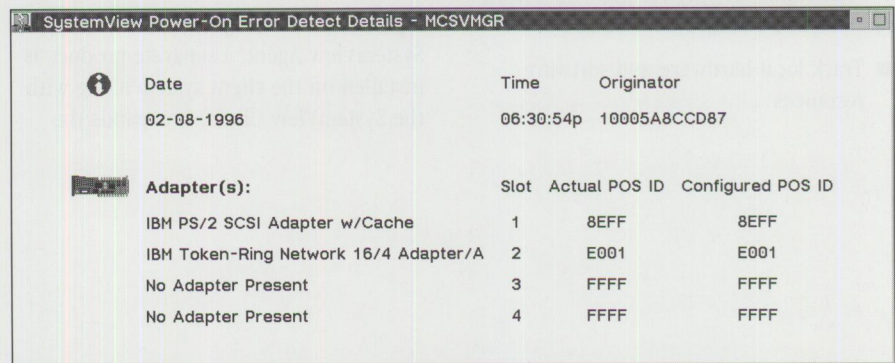 SystemView Power-On Error Detect Details - MCSVMGR
Date Time Originator
02-08-1996 06:30:54p 10005A8CCD87
Adapter(s): Slot Actual POS ID Configured POS ID
IBM PS/2 SCSI Adapter w/Cache 1 8EFF 8EFF
IBM Token-Ring Network 16/4 Adapter/A 2 E001 E001
No Adapter Present 3 FFFF FFFF
No Adapter Present 4 FFFF FFFF